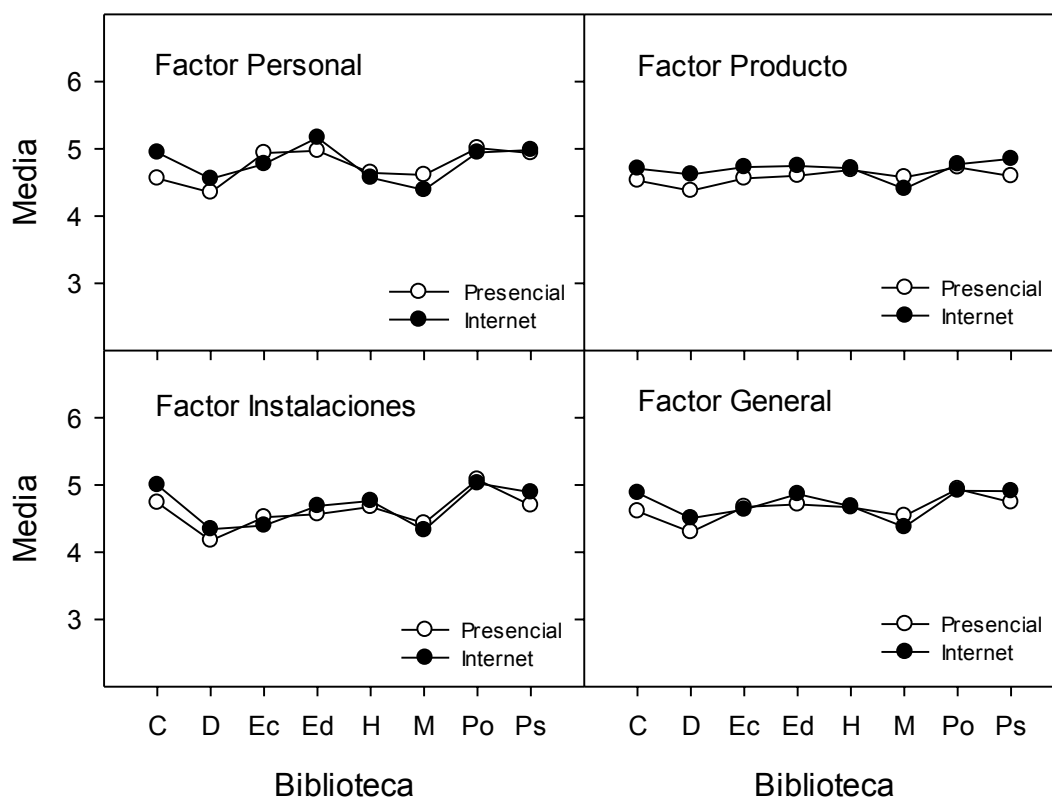 Factor Personal
Factor Producto
Media
6
5
4
3
Presencial
Internet
Presencial
Internet
Factor Instalaciones
Factor General
Media
6
5
4
3
Presencial
Internet
Presencial
Internet
C D Ec Ed H M Po Ps
C D Ec Ed H M Po Ps
Biblioteca
Biblioteca